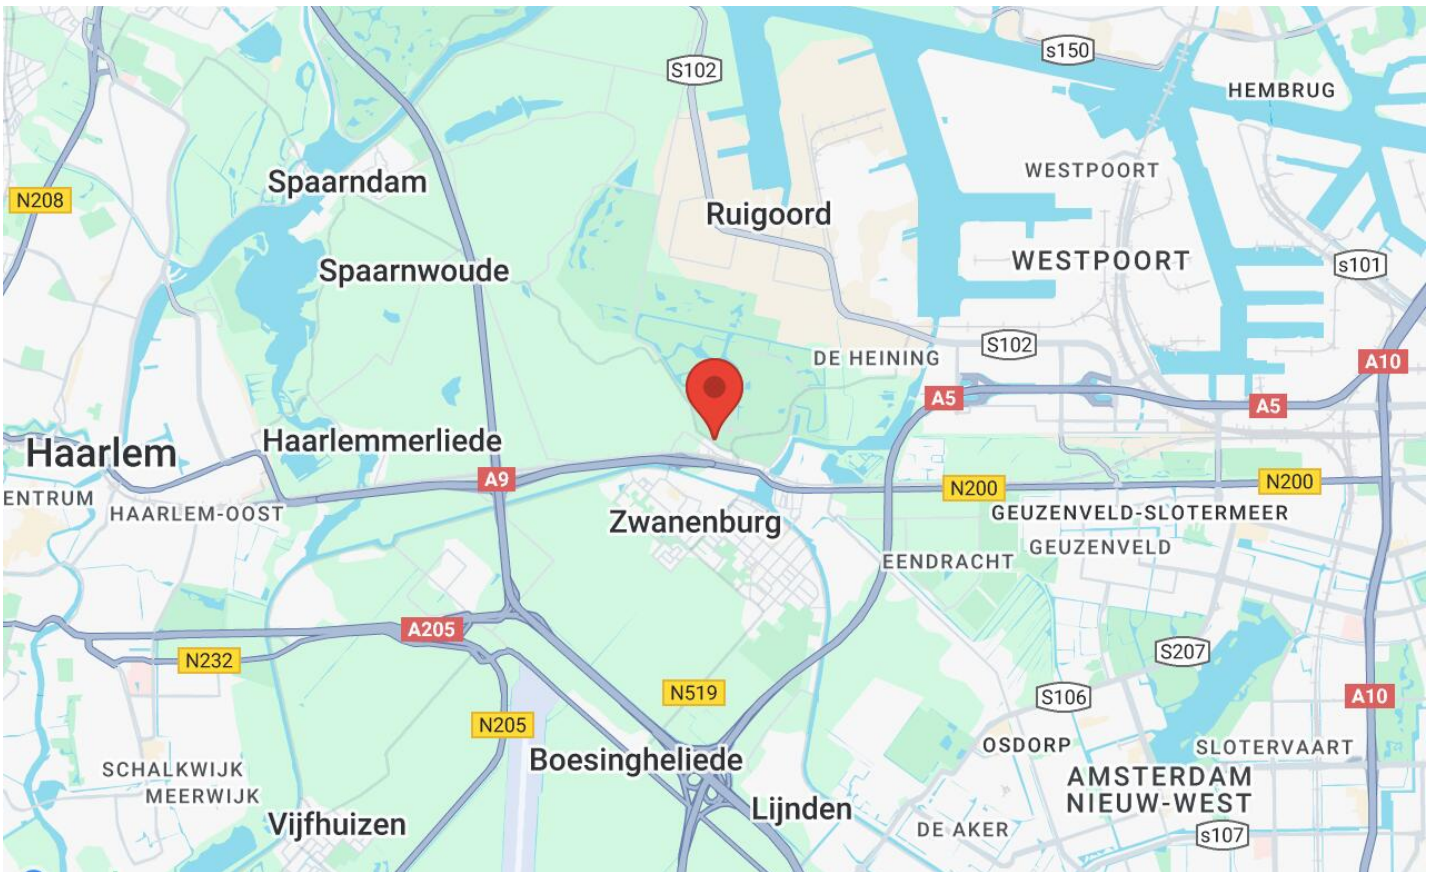 s150
S102
HEMBRUG
Spaarndam
WESTPOORT
N208
Ruigoord
Spaarnwoude
WESTPOORT
s101
S102
DE HEINING
A10
A5
A5
Haarlem
Haarlemmerliede
A9
N200
N200
ENTRUM
HAARLEM-OOST
Zwanenburg
GEUZENVELD-SLOTERMEER
GEUZENVELD
EENDRACHT
A205
N232
S207
N519
S106
A10
N205
OSDORP
SLOTERVAART
Boesingheliede
SCHALKWIJK
MEERWIJK
AMSTERDAM
NIEUW-WEST
Lijnden
Vijfhuizen
DE AKER
s107